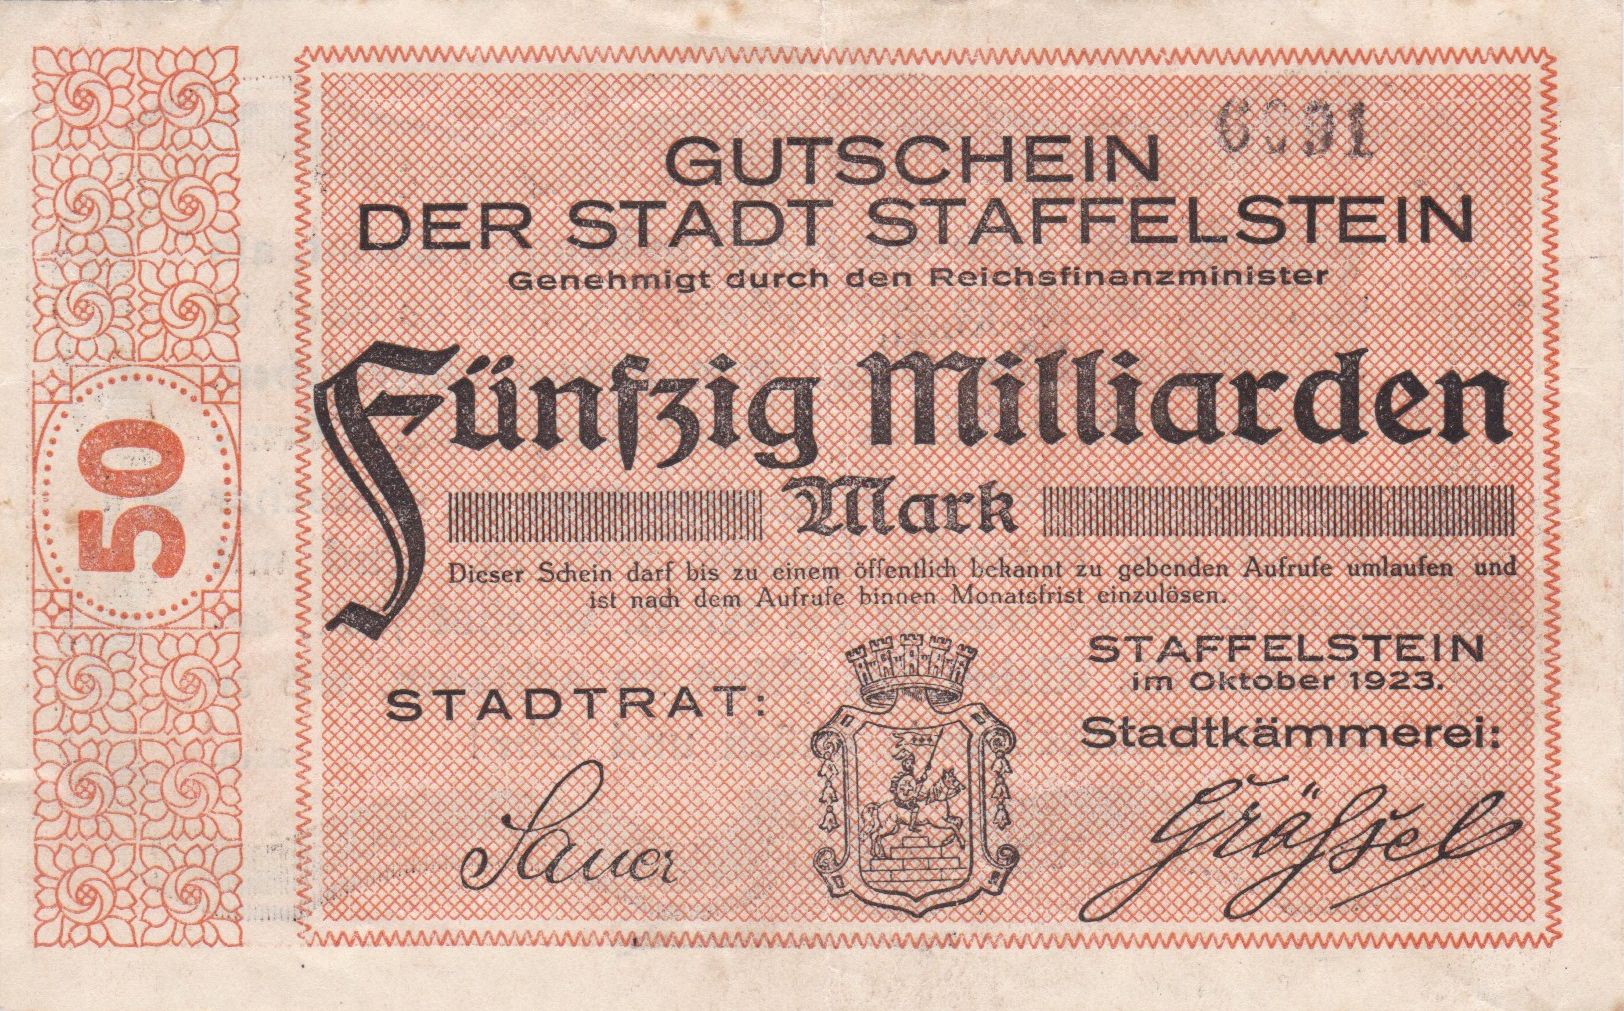 6091
GUTSCHEIN
DER STADT STAFFELSTEIN
Genehmigt durch den Reichsfinanzminister
Fünfzig Milliarden
Mark
50
Dieser Schein darf bis zu einem öffentlich bekannt zu gebenden Aufrufe umlaufen und
ist nach dem Aufrufe binnen Monatsfrist einzulösen.
STAFFELSTEIN
im Oktober 1923.
STADTRAT:
Stadtkämmerei:
Sauer
Gräßel